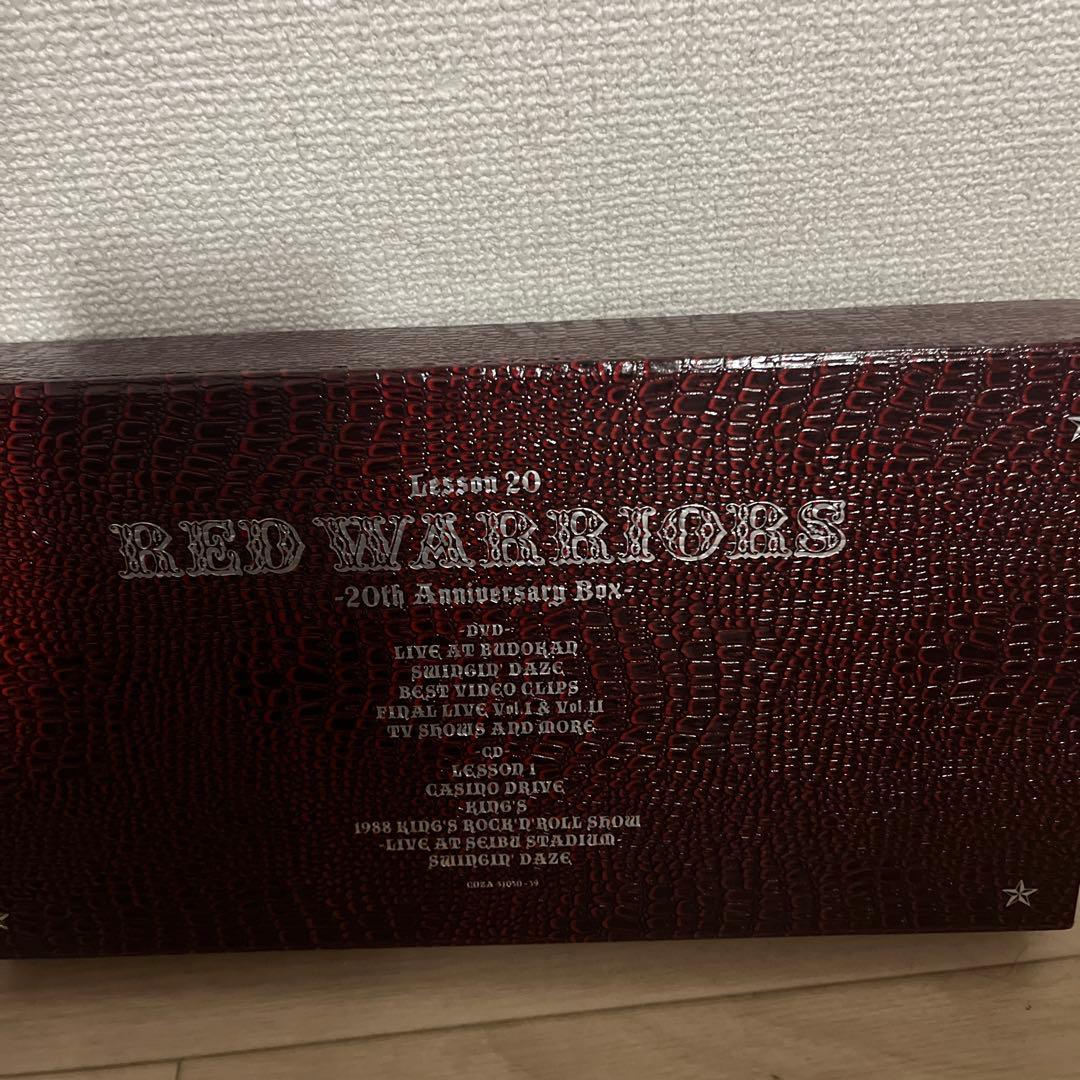 Lesson 20
RED WARRIORS
-20th Anniversary Box-
-DVD-
LIVE AT BUDOKAN
SWINGIN' DAZE
BEST VIDEO CLIPS
FINAL LIVE Vol.I & Vol.II
TV SHOWS AND MORE
-CD-
LESSON 1
CASINO DRIVE
KING'S
1988 KING'S ROCK'N'ROLL SHOW
-LIVE AT SEIBU STADIUM-
SWINGIN' DAZE
COZA